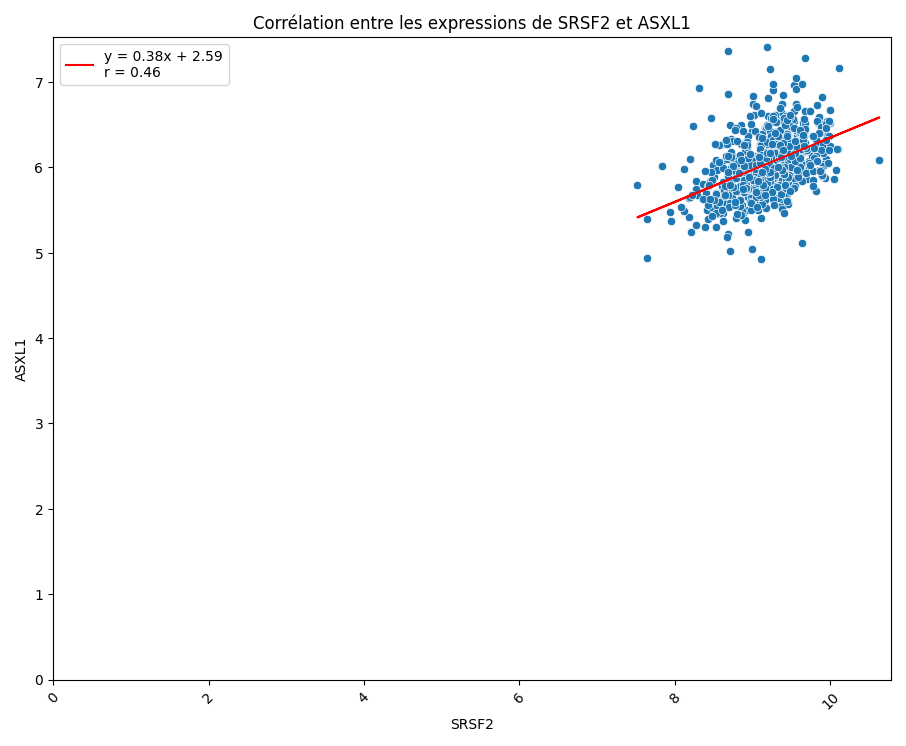 Corrélation entre les expressions de SRSF2 et ASXL1
y = 0.38x + 2.59
r = 0.46
7
6
5
4
3
2
1
0
ASXL1
0
2
4
6
8
10
SRSF2